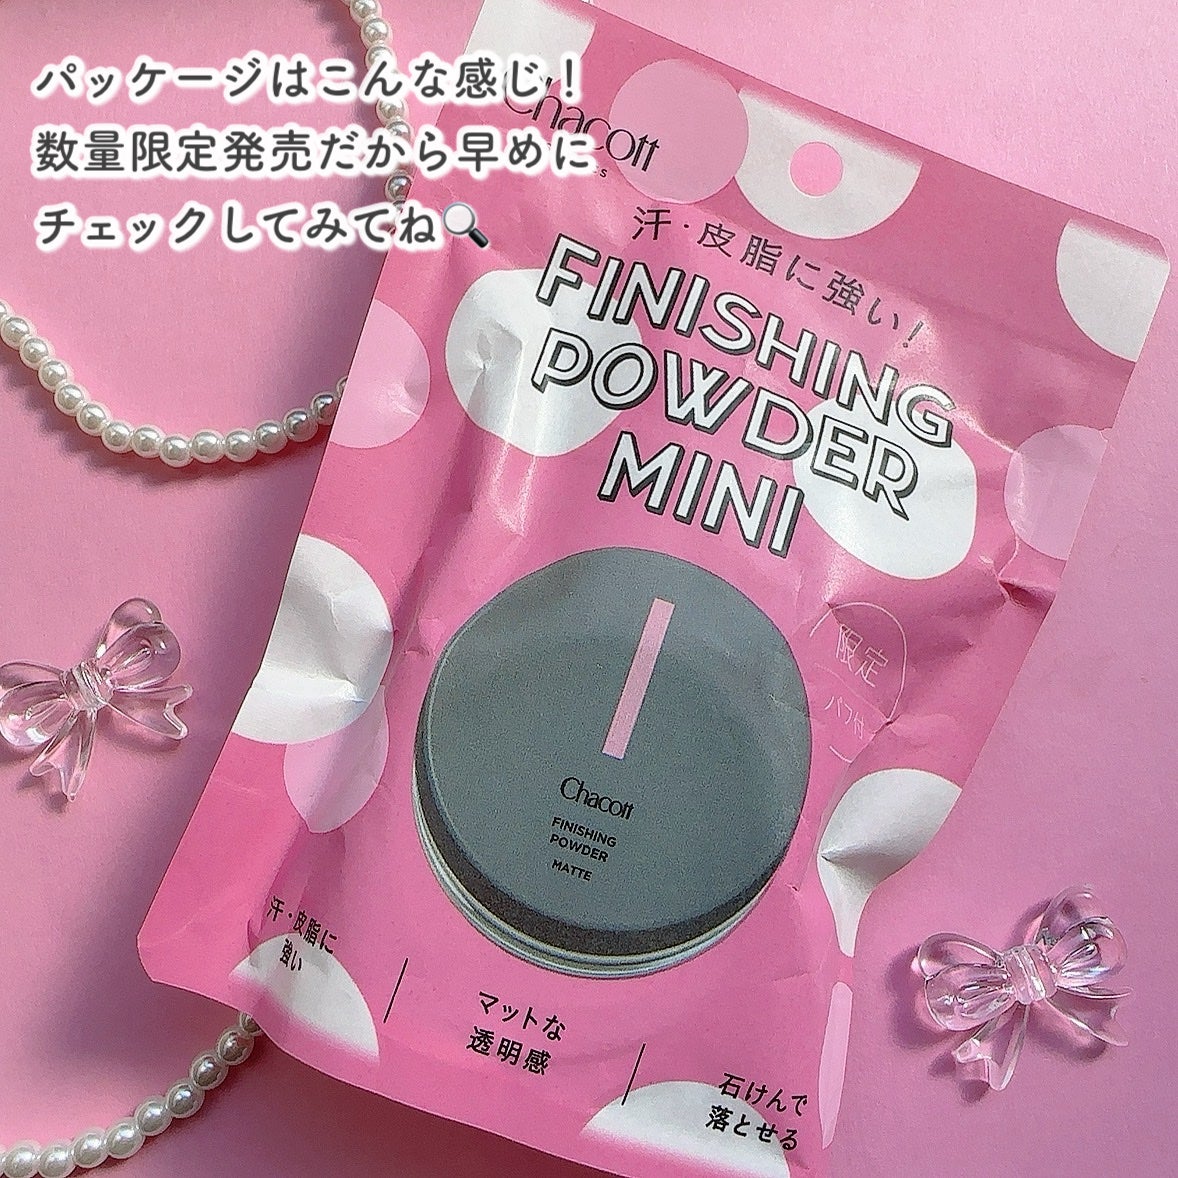 パッケージはこんな感じ！
数量限定発売だから早めに
チェックしてみてね🔍
Chacott
汗・皮脂に強い！
FINISHING
POWDER
MINI
限定
パフ付
Chacott
FINISHING
POWDER
MATTE
汗・皮脂に
強い
マットな
透明感
石けんで
落とせる